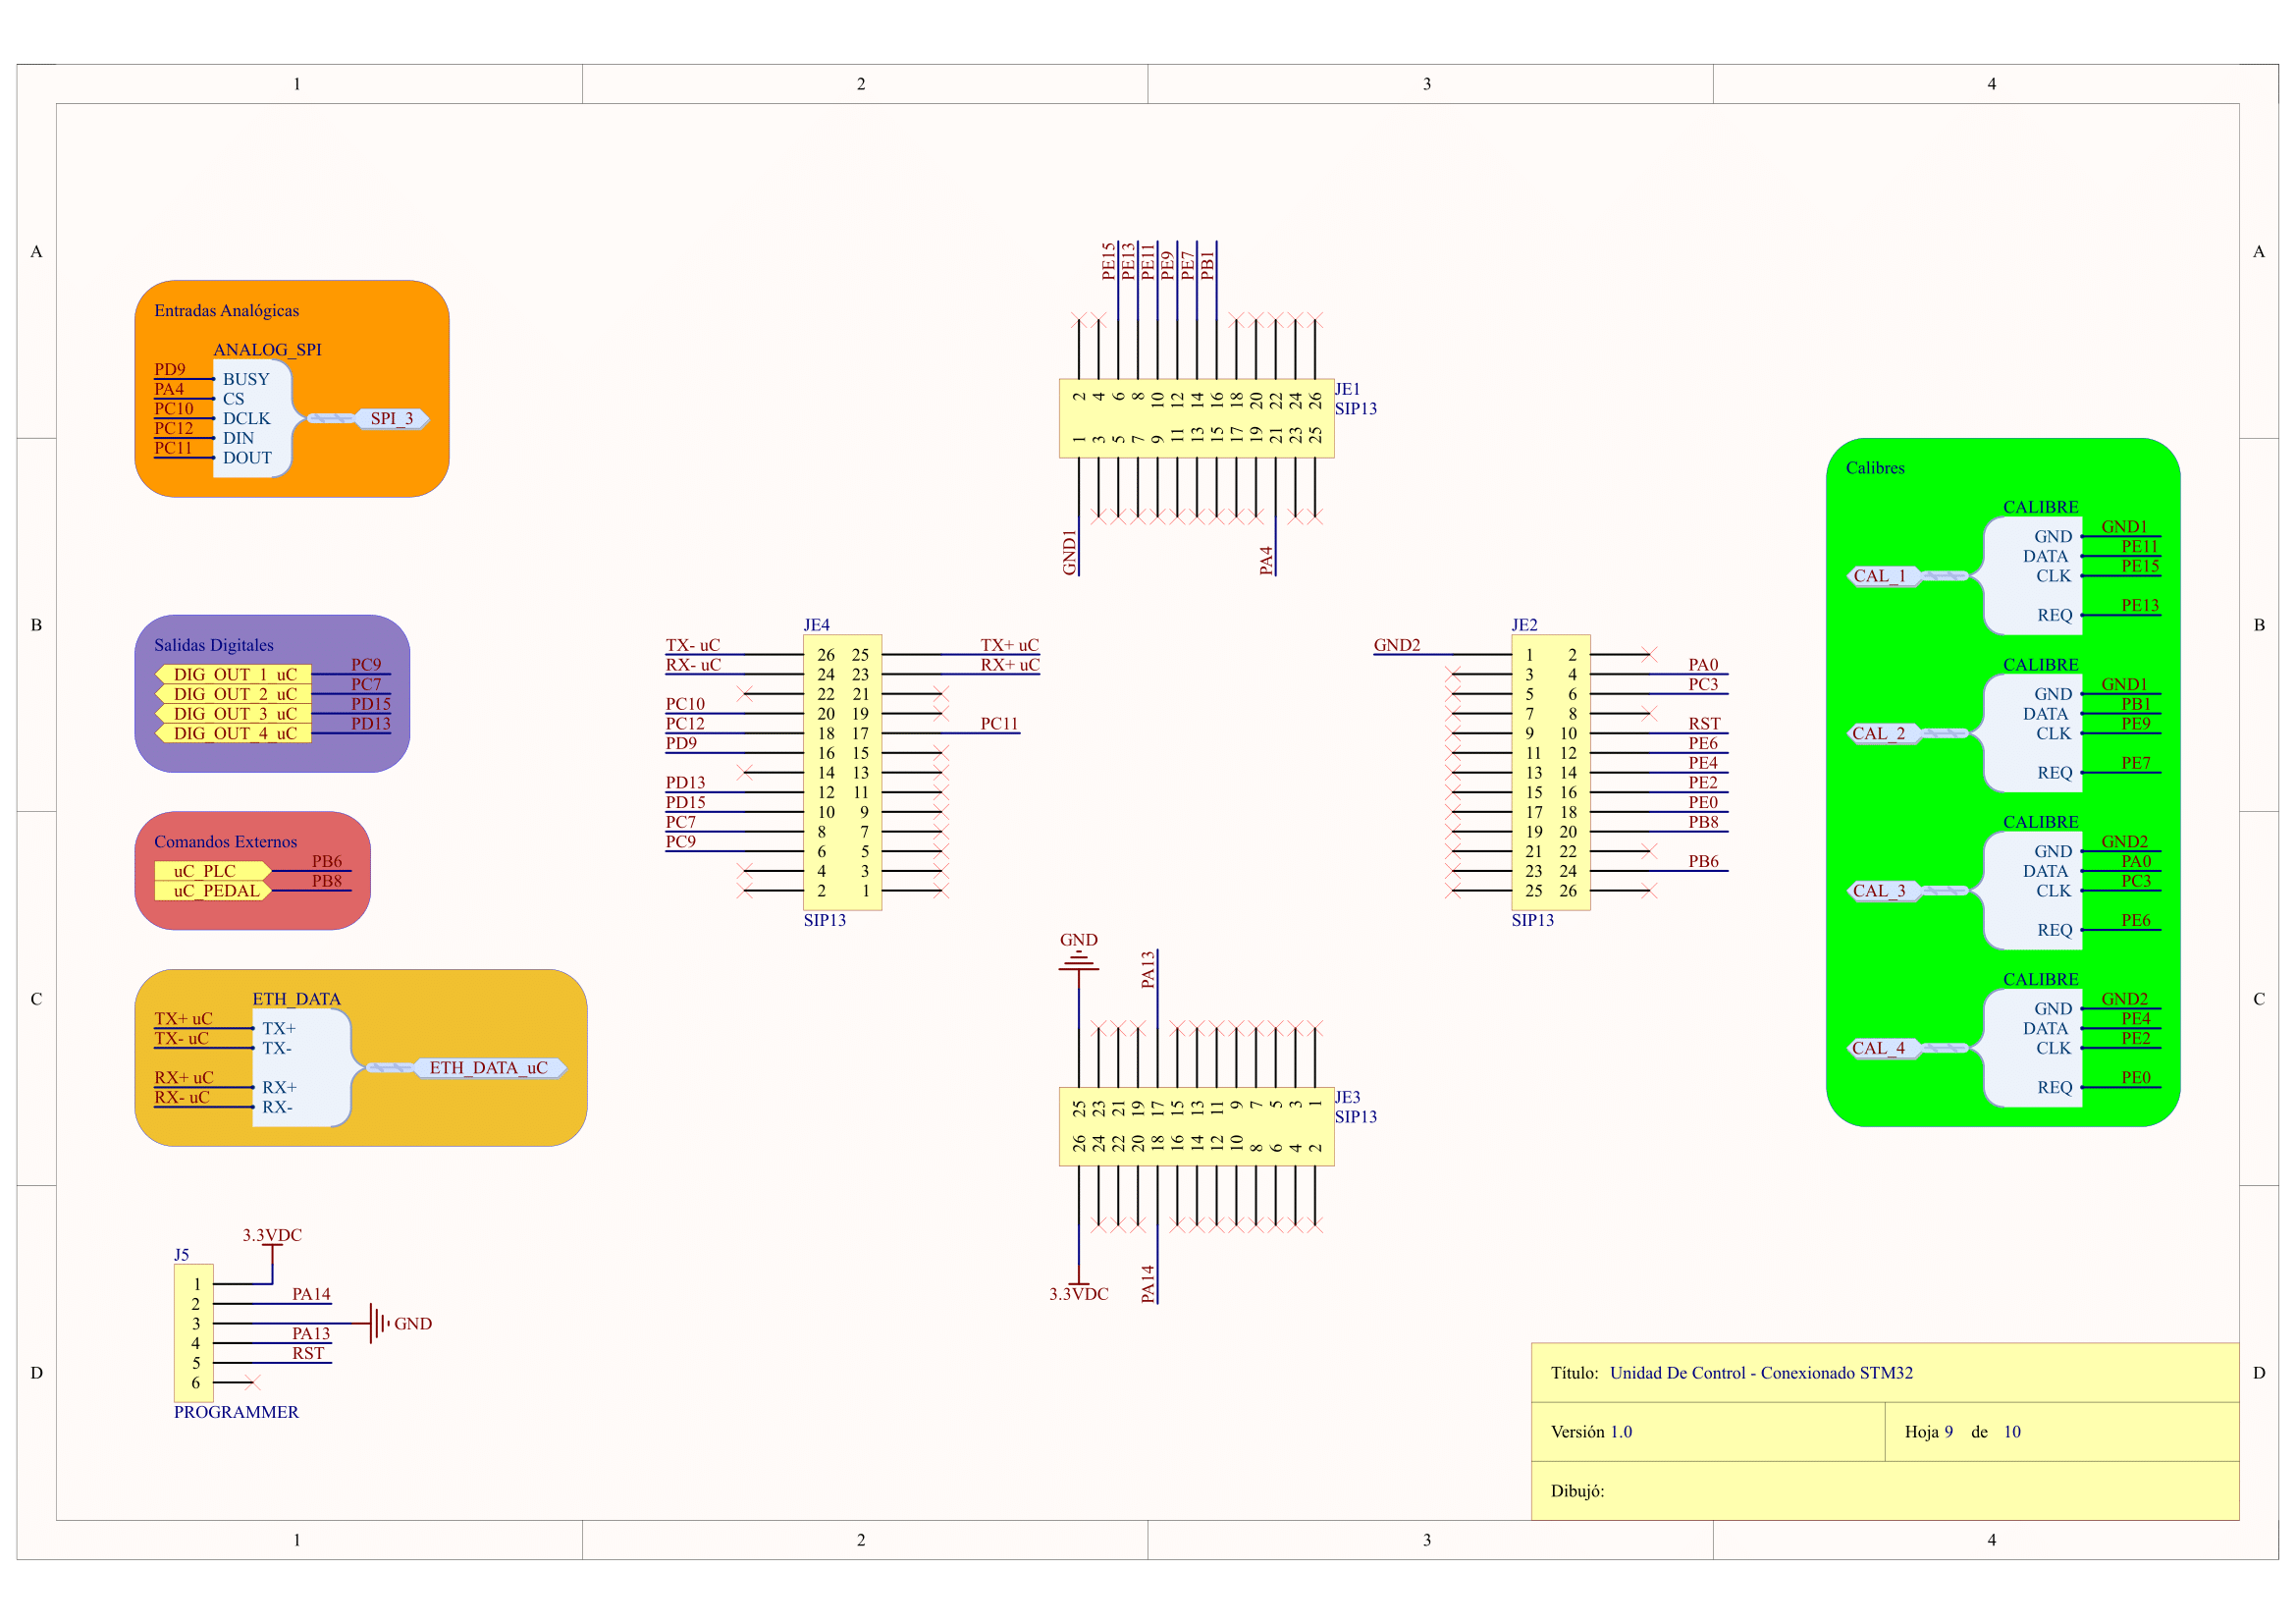 1 2 3 4
A A
B B
C C
D D
Entradas Analógicas
ANALOG_SPI
PD9 BUSY
PA4 CS
PC10 DCLK
PC12 DIN
PC11 DOUT
SPI_3
Salidas Digitales
DIG_OUT_1_uC PC9
DIG_OUT_2_uC PC7
DIG_OUT_3_uC PD15
DIG_OUT_4_uC PD13
Comandos Externos
uC_PLC PB6
uC_PEDAL PB8
ETH_DATA
TX+ uC TX+
TX- uC TX-
RX+ uC RX+
RX- uC RX-
ETH_DATA_uC
3.3VDC
J5
1
2 PA14
3 GND
4 PA13
5 RST
6
PROGRAMMER
PE15 PE13 PE11 PE9 PE7 PB1
2 4 6 8 10 12 14 16 18 20 22 24 26
1 3 5 7 9 11 13 15 17 19 21 23 25
JE1
SIP13
GND1 PA4
JE4
TX- uC 26 25 TX+ uC
RX- uC 24 23 RX+ uC
22 21
PC10 20 19
PC12 18 17 PC11
PD9 16 15
14 13
PD13 12 11
PD15 10 9
PC7 8 7
PC9 6 5
4 3
2 1
SIP13
JE2
GND2 1 2
3 4 PA0
5 6 PC3
7 8
9 10 RST
11 12 PE6
13 14 PE4
15 16 PE2
17 18 PE0
19 20 PB8
21 22
23 24 PB6
25 26
SIP13
GND PA13
25 23 21 19 17 15 13 11 9 7 5 3 1
26 24 22 20 18 16 14 12 10 8 6 4 2
JE3
SIP13
3.3VDC PA14
Calibres
CALIBRE
GND GND1
DATA PE11
CAL_1 CLK PE15
REQ PE13
CALIBRE
GND GND1
DATA PB1
CAL_2 CLK PE9
REQ PE7
CALIBRE
GND GND2
DATA PA0
CAL_3 CLK PC3
REQ PE6
CALIBRE
GND GND2
DATA PE4
CAL_4 CLK PE2
REQ PE0
Título: Unidad De Control - Conexionado STM32
Versión 1.0 Hoja 9 de 10
Dibujó:
1 2 3 4